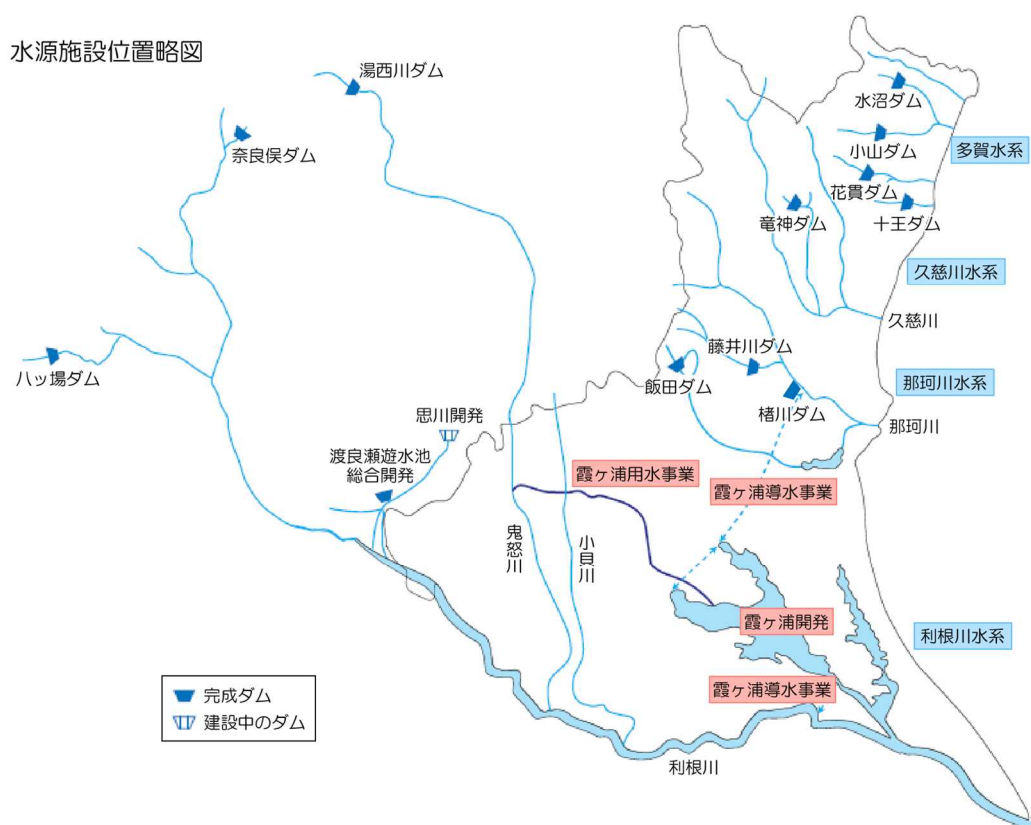 水源施設位置略図
湯西川ダム
奈良俣ダム
水沼ダム
小山ダム
多賀水系
花貫ダム
十王ダム
竜神ダム
久慈川水系
久慈川
八ッ場ダム
藤井川ダム
飯田ダム
楮川ダム
那珂川水系
那珂川
思川開発
渡良瀬遊水池
総合開発
霞ヶ浦用水事業
霞ヶ浦導水事業
鬼怒川
小貝川
霞ヶ浦開発
利根川水系
霞ヶ浦導水事業
完成ダム
建設中のダム
利根川